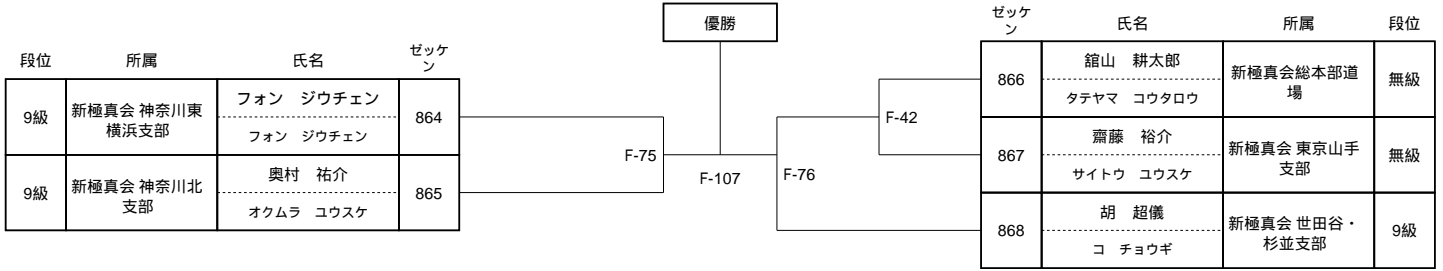 優勝
段位 所属 氏名 ゼッケ
ン
9級 新極真会 神奈川東
横浜支部 フォン ジウチェン
フォン ジウチェン 864
9級 新極真会 神奈川北
支部 奥村 祐介
オクムラ ユウスケ 865
F-75
F-107
F-76
F-42
ゼッケ
ン 氏名 所属 段位
866 舘山 耕太郎
タテヤマ コウタロウ 新極真会総本部道
場 無級
867 齋藤 裕介
サイトウ ユウスケ 新極真会 東京山手
支部 無級
868 胡 超儀
コ チョウギ 新極真会 世田谷・
杉並支部 9級